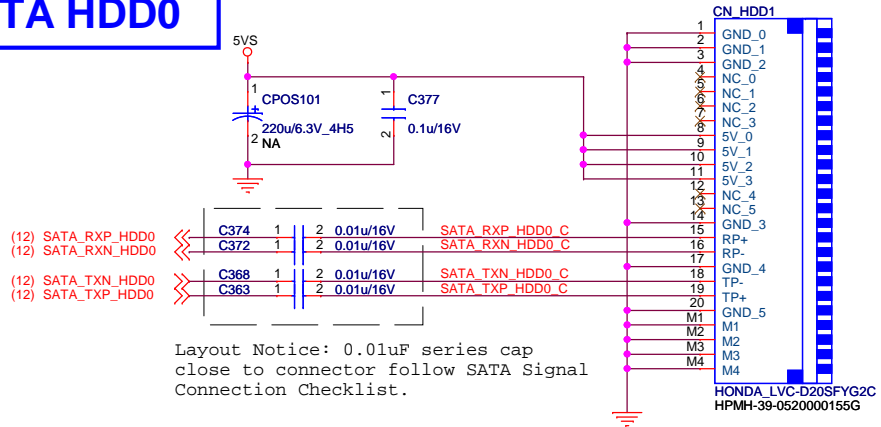 TA HDD0
5VS
1
CPOS101
+
220u/6.3V_4H5
2
NA
1
C377
2
0.1u/16V
CN_HDD1
1 GND_0
2 GND_1
3 GND_2
4 NC_0
5 NC_1
6 NC_2
7 NC_3
8 5V_0
9 5V_1
10 5V_2
11 5V_3
12 NC_4
13 NC_5
14 GND_3
15 RP+
16 RP-
17 GND_4
18 TP-
19 TP+
20 GND_5
M1 M1
M2 M2
M3 M3
M4 M4
HONDA_LVC-D20SFYG2C
HPMH-39-0520000155G
(12) SATA_RXP_HDD0 C374 1 2 0.01u/16V SATA_RXP_HDD0_C
(12) SATA_RXN_HDD0 C372 1 2 0.01u/16V SATA_RXN_HDD0_C
(12) SATA_TXN_HDD0 C368 1 2 0.01u/16V SATA_TXN_HDD0_C
(12) SATA_TXP_HDD0 C363 1 2 0.01u/16V SATA_TXP_HDD0_C
Layout Notice: 0.01uF series cap
close to connector follow SATA Signal
Connection Checklist.